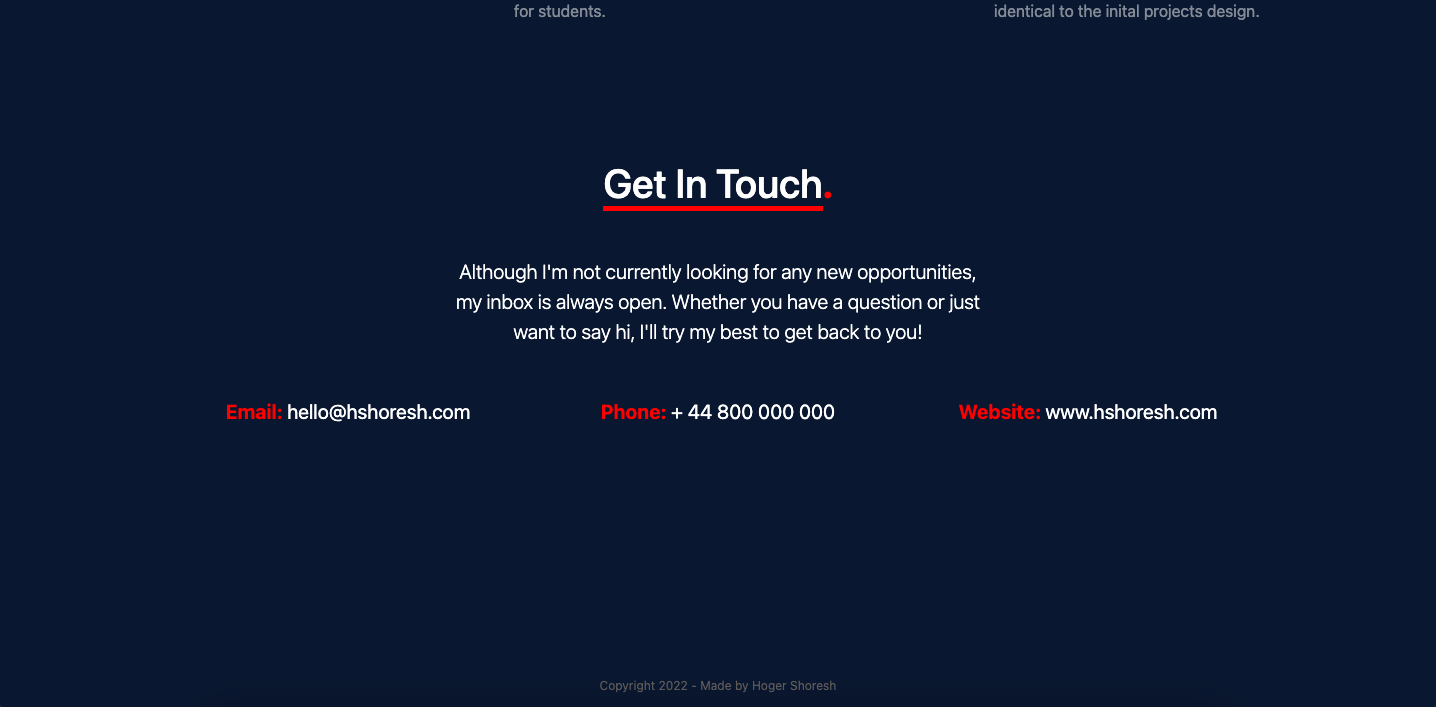 for students.
identical to the inital projects design.
Get In Touch.
Although I'm not currently looking for any new opportunities,
my inbox is always open. Whether you have a question or just
want to say hi, I'll try my best to get back to you!
Email: hello@hshoresh.com
Phone: + 44 800 000 000
Website: www.hshoresh.com
Copyright 2022 - Made by Hoger Shoresh